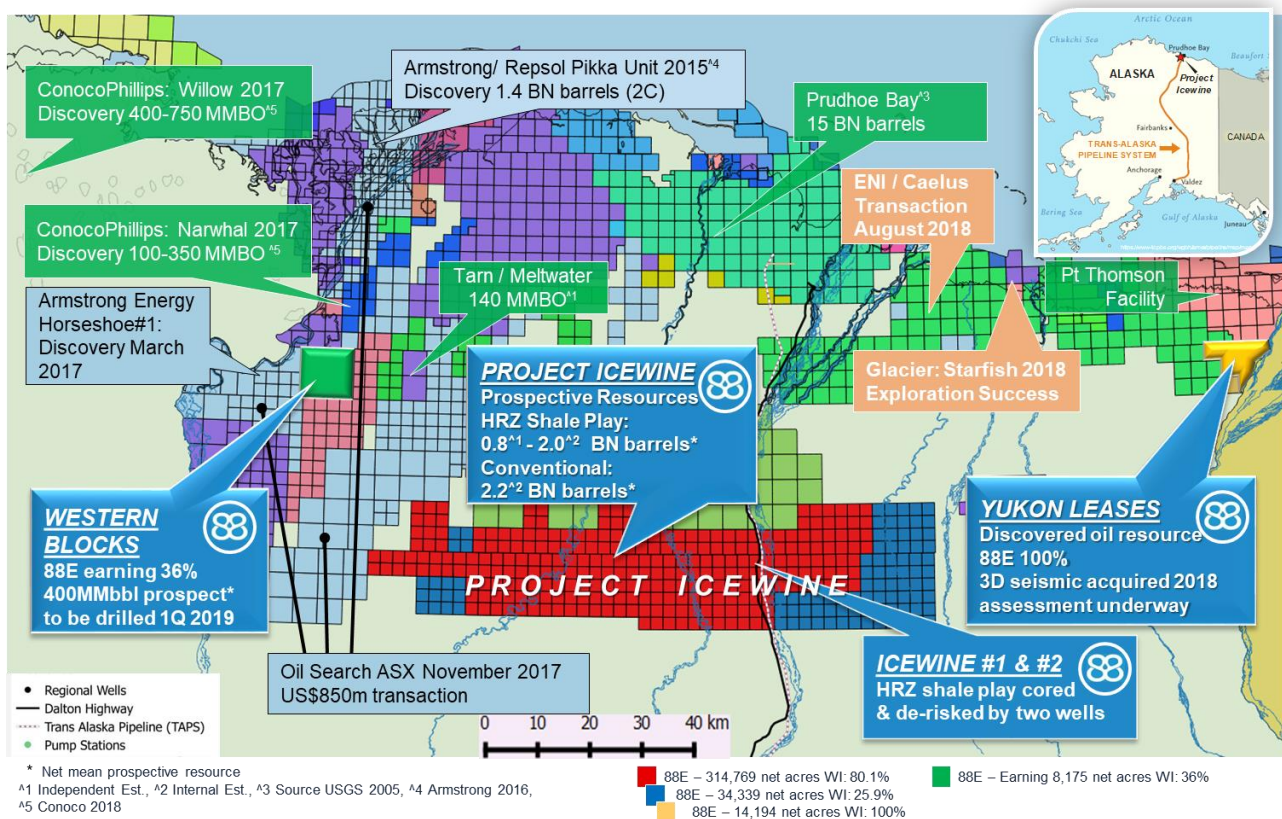 ConocoPhillips: Willow 2017
Discovery 400-750 MMBO^5
Armstrong/ Repsol Pikka Unit 2015^4
Discovery 1.4 BN barrels (2C)
Prudhoe Bay^3
15 BN barrels
ENI / Caelus
Transaction
August 2018
Arctic Ocean
Chukchi Sea
Prudhoe Bay
Beaufort Sea
ALASKA
Project
Icewine
Fairbanks
CANADA
TRANS-ALASKA
PIPELINE SYSTEM
Anchorage
Valdez
Bering Sea
Gulf of Alaska
Juneau
ConocoPhillips: Narwhal 2017
Discovery 100-350 MMBO ^5
Tarn / Meltwater
140 MMBO^1
Pt Thomson
Facility
Armstrong Energy
Horseshoe#1:
Discovery March
2017
Glacier: Starfish 2018
Exploration Success
PROJECT ICEWINE
Prospective Resources
HRZ Shale Play:
0.8^1 - 2.0^2 BN barrels*
Conventional:
2.2^2 BN barrels*
88
WESTERN
BLOCKS
88E earning 36%
400MMbbl prospect*
to be drilled 1Q 2019
88
YUKON LEASES
Discovered oil resource
88E 100%
3D seismic acquired 2018
assessment underway
88
PROJECT ICEWINE
ICEWINE #1 & #2
HRZ shale play cored
& de-risked by two wells
88
Oil Search ASX November 2017
US$850m transaction
Regional Wells
Dalton Highway
Trans Alaska Pipeline (TAPS)
Pump Stations
0 10 20 30 40 km
* Net mean prospective resource
^1 Independent Est., ^2 Internal Est., ^3 Source USGS 2005, ^4 Armstrong 2016,
^5 Conoco 2018
88E – 314,769 net acres WI: 80.1%
88E – 34,339 net acres WI: 25.9%
88E – 14,194 net acres WI: 100%
88E – Earning 8,175 net acres WI: 36%